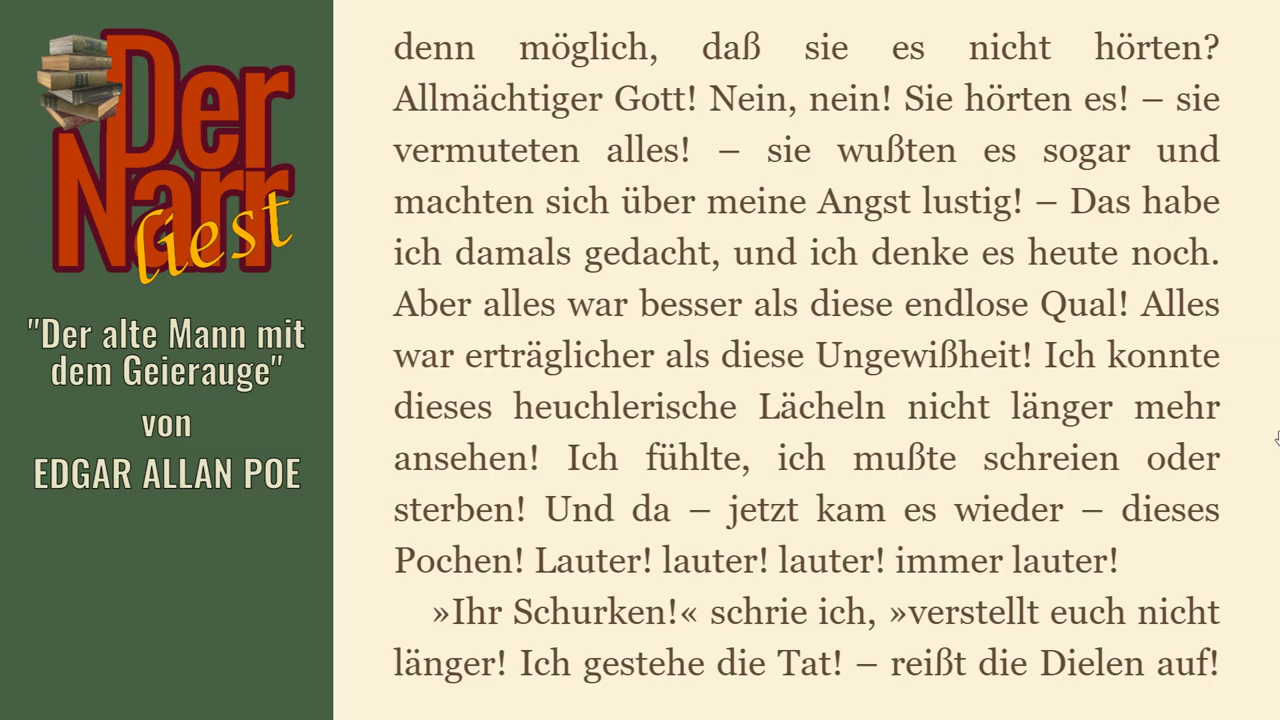 Der
Narr
liest
"Der alte Mann mit
dem Geierauge"
von
EDGAR ALLAN POE
denn möglich, daß sie es nicht hörten?
Allmächtiger Gott! Nein, nein! Sie hörten es! – sie
vermuteten alles! – sie wußten es sogar und
machten sich über meine Angst lustig! – Das habe
ich damals gedacht, und ich denke es heute noch.
Aber alles war besser als diese endlose Qual! Alles
war erträglicher als diese Ungewißheit! Ich konnte
dieses heuchlerische Lächeln nicht länger mehr
ansehen! Ich fühlte, ich mußte schreien oder
sterben! Und da – jetzt kam es wieder – dieses
Pochen! Lauter! lauter! lauter! immer lauter!
»Ihr Schurken!« schrie ich, »verstellt euch nicht
länger! Ich gestehe die Tat! – reißt die Dielen auf!